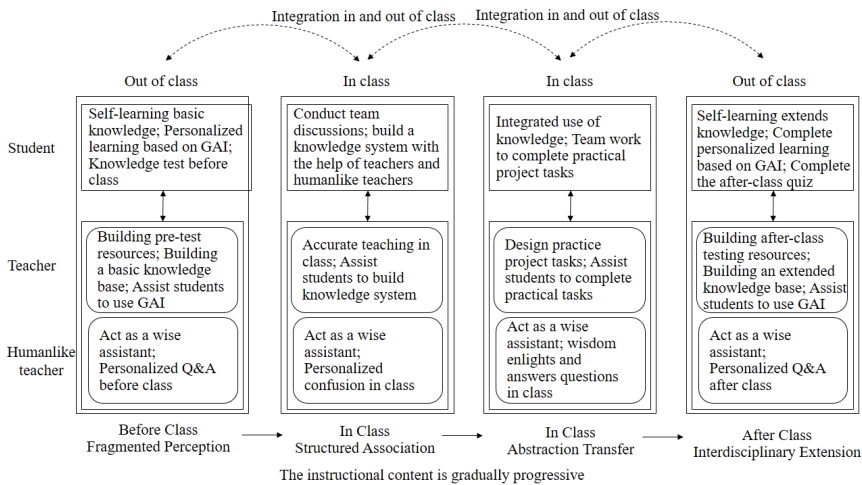 Integration in and out of class
Integration in and out of class
Out of class
In class
In class
Out of class
Student
Self-learning basic
knowledge; Personalized
learning based on GAI;
Knowledge test before
class
Conduct team
discussions; build a
knowledge system with
the help of teachers and
humanlike teachers
Integrated use of
knowledge; Team work
to complete practical
project tasks
Self-learning extends
knowledge; Complete
personalized learning
based on GAI; Complete
the after-class quiz
Teacher
Building pre-test
resources; Building
a basic knowledge
base; Assist students
to use GAI
Accurate teaching in
class; Assist
students to build
knowledge system
Design practice
project tasks; Assist
students to complete
practical tasks
Building after-class
testing resources;
Building an extended
knowledge base; Assist
students to use GAI
Humanlike
teacher
Act as a wise
assistant;
Personalized Q&A
before class
Act as a wise
assistant;
Personalized
confusion in class
Act as a wise
assistant; wisdom
enlights and
answers questions
in class
Act as a wise
assistant;
Personalized Q&A
after class
Before Class
Fragmented Perception
In Class
Structured Association
In Class
Abstraction Transfer
After Class
Interdisciplinary Extension
The instructional content is gradually progressive